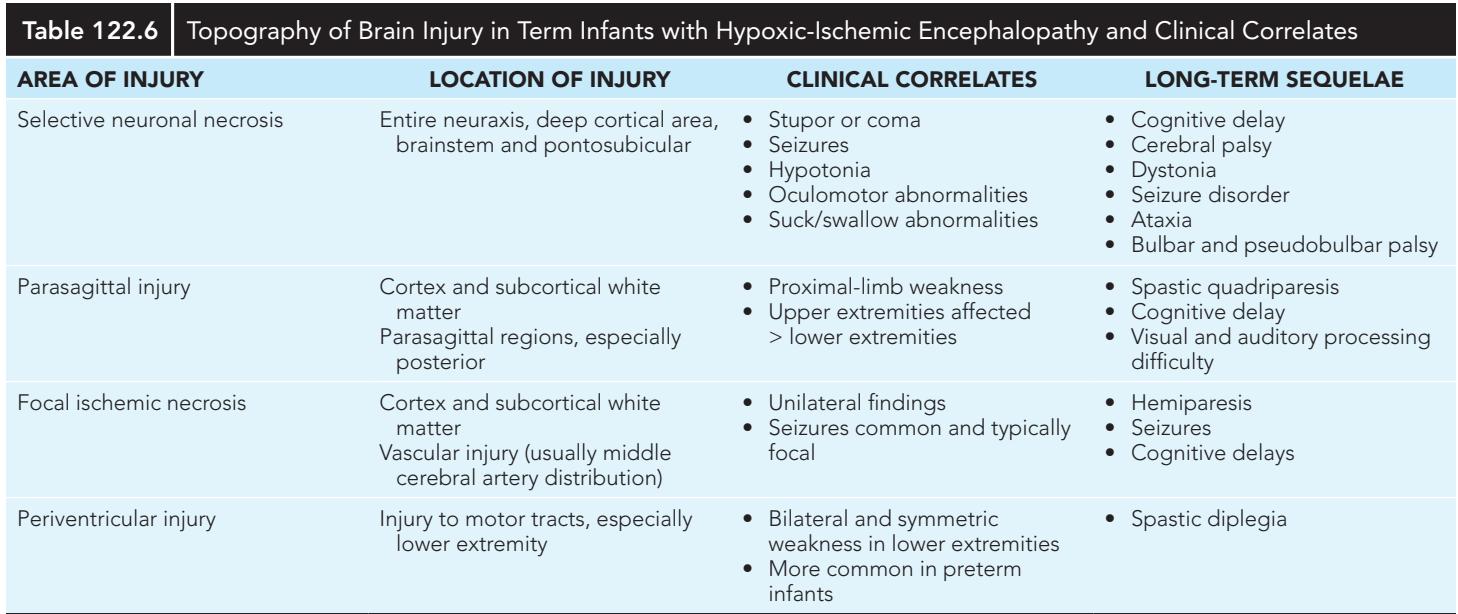 Table 122.6 Topography of Brain Injury in Term Infants with Hypoxic-Ischemic Encephalopathy and Clinical Correlates
AREA OF INJURY LOCATION OF INJURY CLINICAL CORRELATES LONG-TERM SEQUELAE
Selective neuronal necrosis
Entire neuraxis, deep cortical area,
brainstem and pontosubicular
• Stupor or coma
• Seizures
• Hypotonia
• Oculomotor abnormalities
• Suck/swallow abnormalities
• Cognitive delay
• Cerebral palsy
• Dystonia
• Seizure disorder
• Ataxia
• Bulbar and pseudobulbar palsy
Parasagittal injury
Cortex and subcortical white
matter
Parasagittal regions, especially
posterior
• Proximal-limb weakness
• Upper extremities affected
> lower extremities
• Spastic quadriparesis
• Cognitive delay
• Visual and auditory processing
difficulty
Focal ischemic necrosis
Cortex and subcortical white
matter
Vascular injury (usually middle
cerebral artery distribution)
• Unilateral findings
• Seizures common and typically
focal
• Hemiparesis
• Seizures
• Cognitive delays
Periventricular injury
Injury to motor tracts, especially
lower extremity
• Bilateral and symmetric
weakness in lower extremities
• More common in preterm
infants
• Spastic diplegia